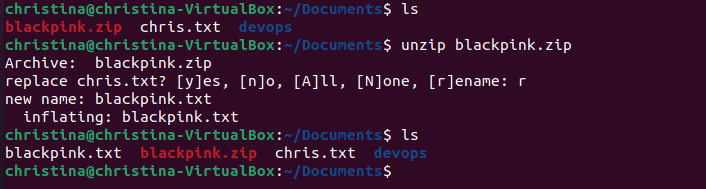 christina@christina-VirtualBox:~/Documents$ ls
blackpink.zip  chris.txt  devops
christina@christina-VirtualBox:~/Documents$ unzip blackpink.zip
Archive:  blackpink.zip
replace chris.txt? [y]es, [n]o, [A]ll, [N]one, [r]ename: r
new name: blackpink.txt
  inflating: blackpink.txt
christina@christina-VirtualBox:~/Documents$ ls
blackpink.txt  blackpink.zip  chris.txt  devops
christina@christina-VirtualBox:~/Documents$